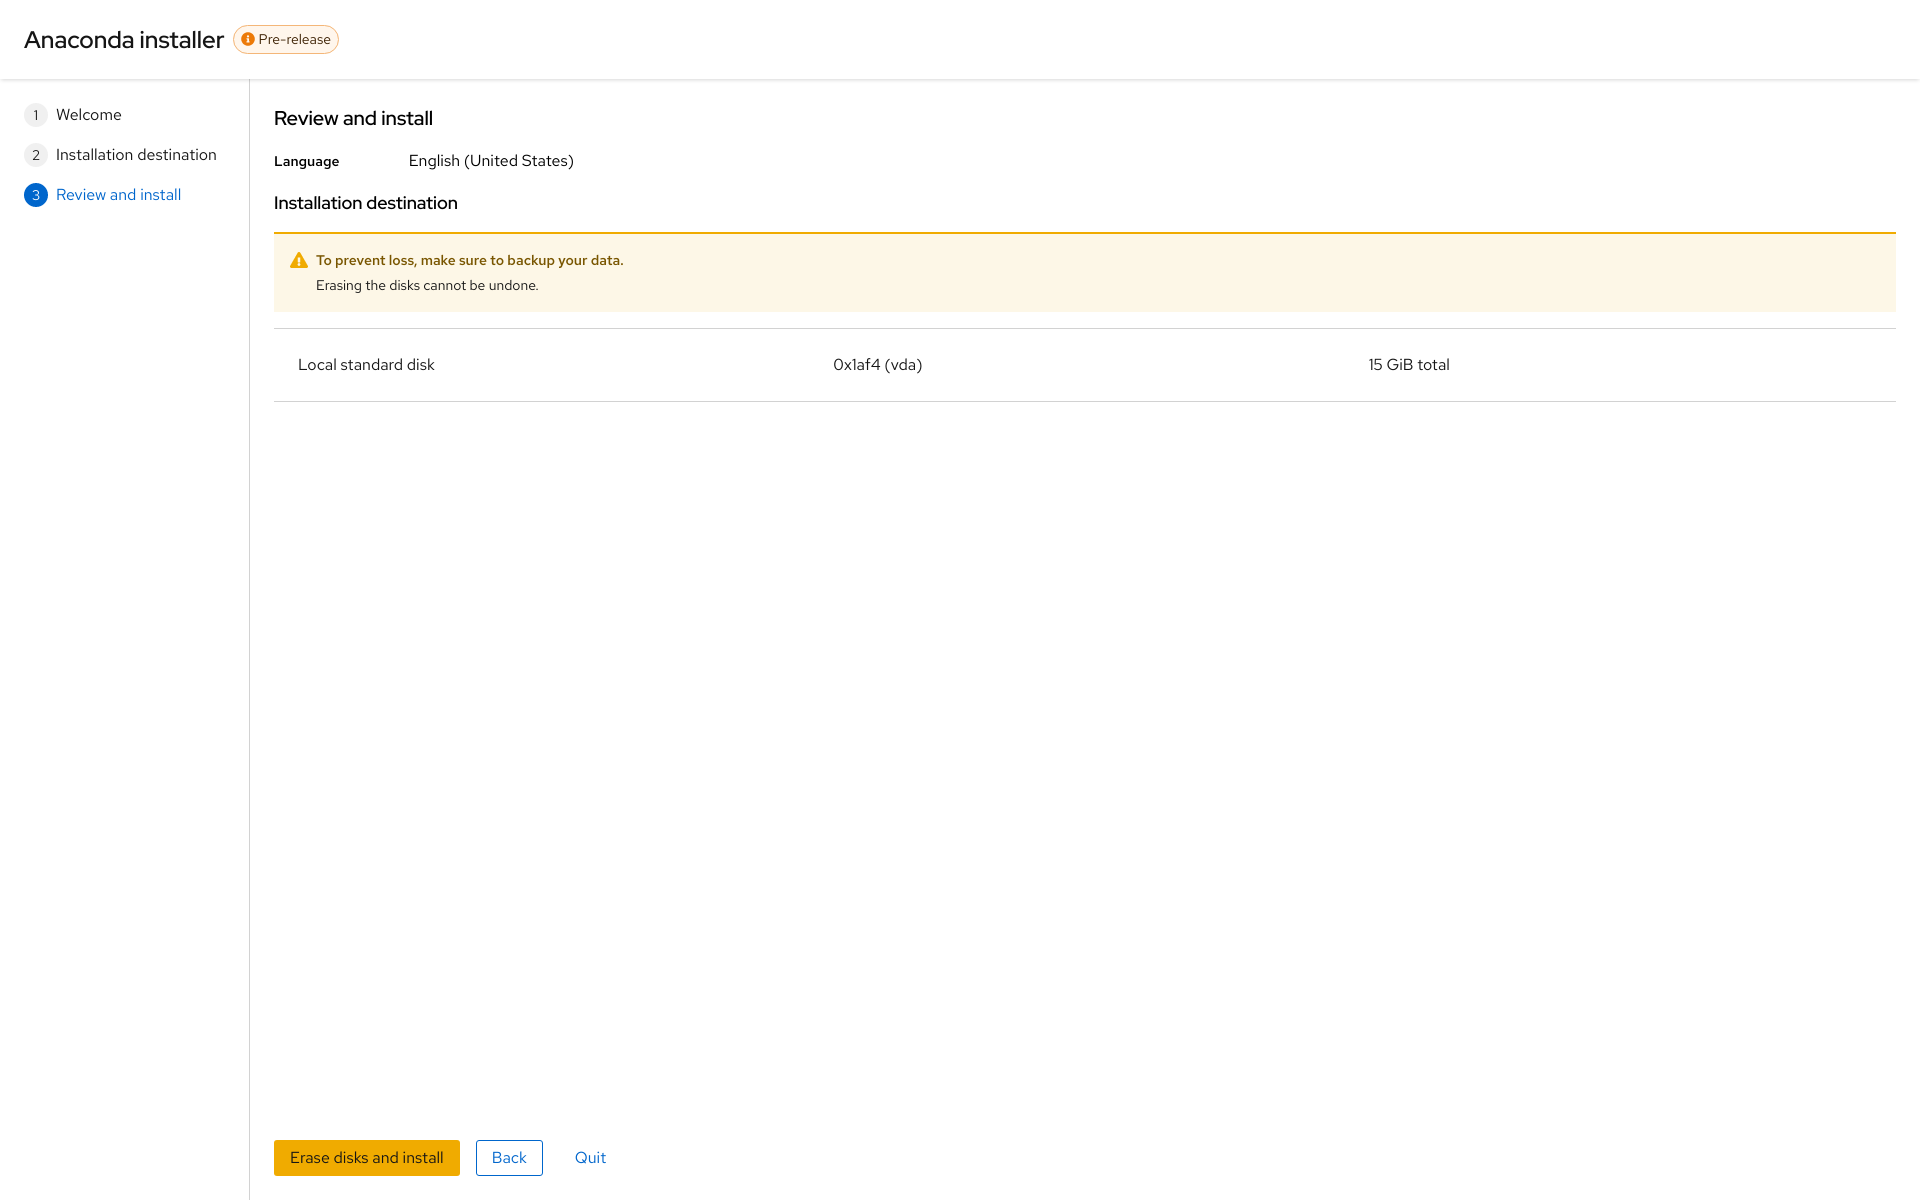 Anaconda installer
Pre-release
1 Welcome
2 Installation destination
3 Review and install
Review and install
Language English (United States)
Installation destination
To prevent loss, make sure to backup your data.
Erasing the disks cannot be undone.
Local standard disk 0x1af4 (vda) 15 GiB total
Erase disks and install Back Quit